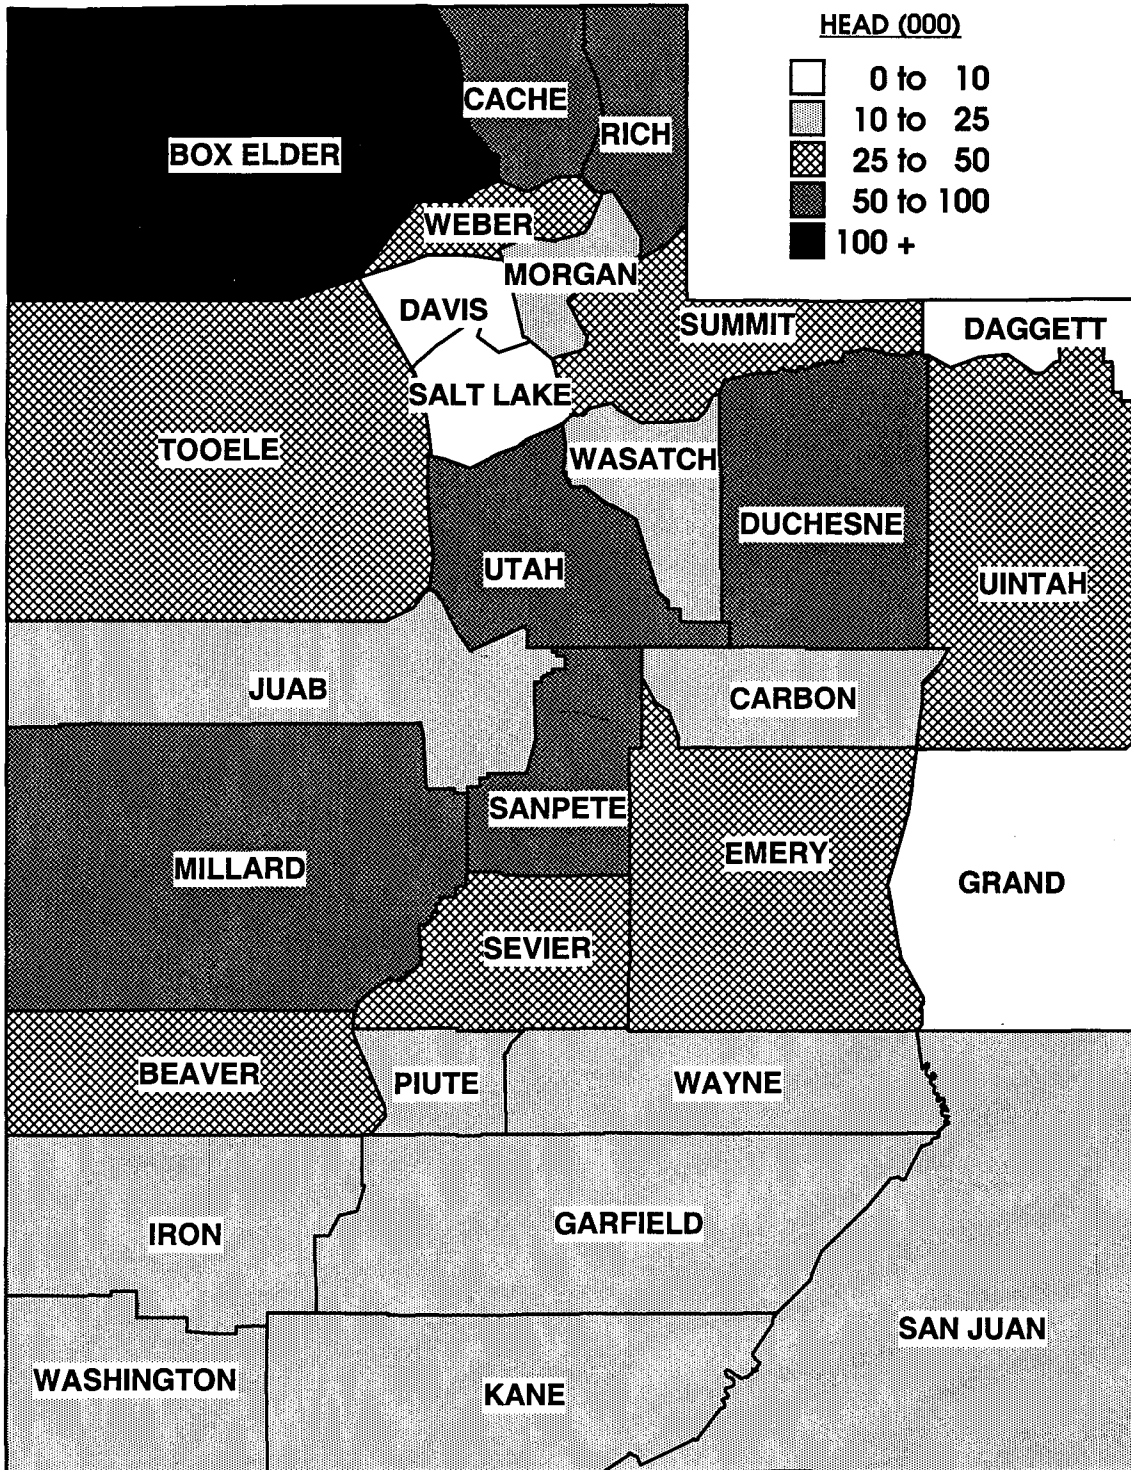 HEAD (000)
0 to 10
10 to 25
25 to 50
50 to 100
100 +
CACHE
RICH
BOX ELDER
WEBER
MORGAN
DAVIS
SUMMIT
DAGGETT
SALT LAKE
TOOELE
WASATCH
DUCHESNE
UTAH
UINTAH
JUAB
CARBON
SANPETE
MILLARD
EMERY
GRAND
SEVIER
BEAVER
PIUTE
WAYNE
IRON
GARFIELD
SAN JUAN
WASHINGTON
KANE